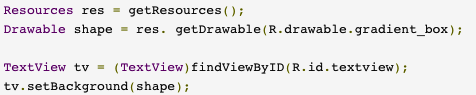 Resources res = getResources();
Drawable shape = res. getDrawable(R.drawable.gradient_box);
TextView tv = (TextView)findViewByID(R.id.textview);
tv.setBackground(shape);